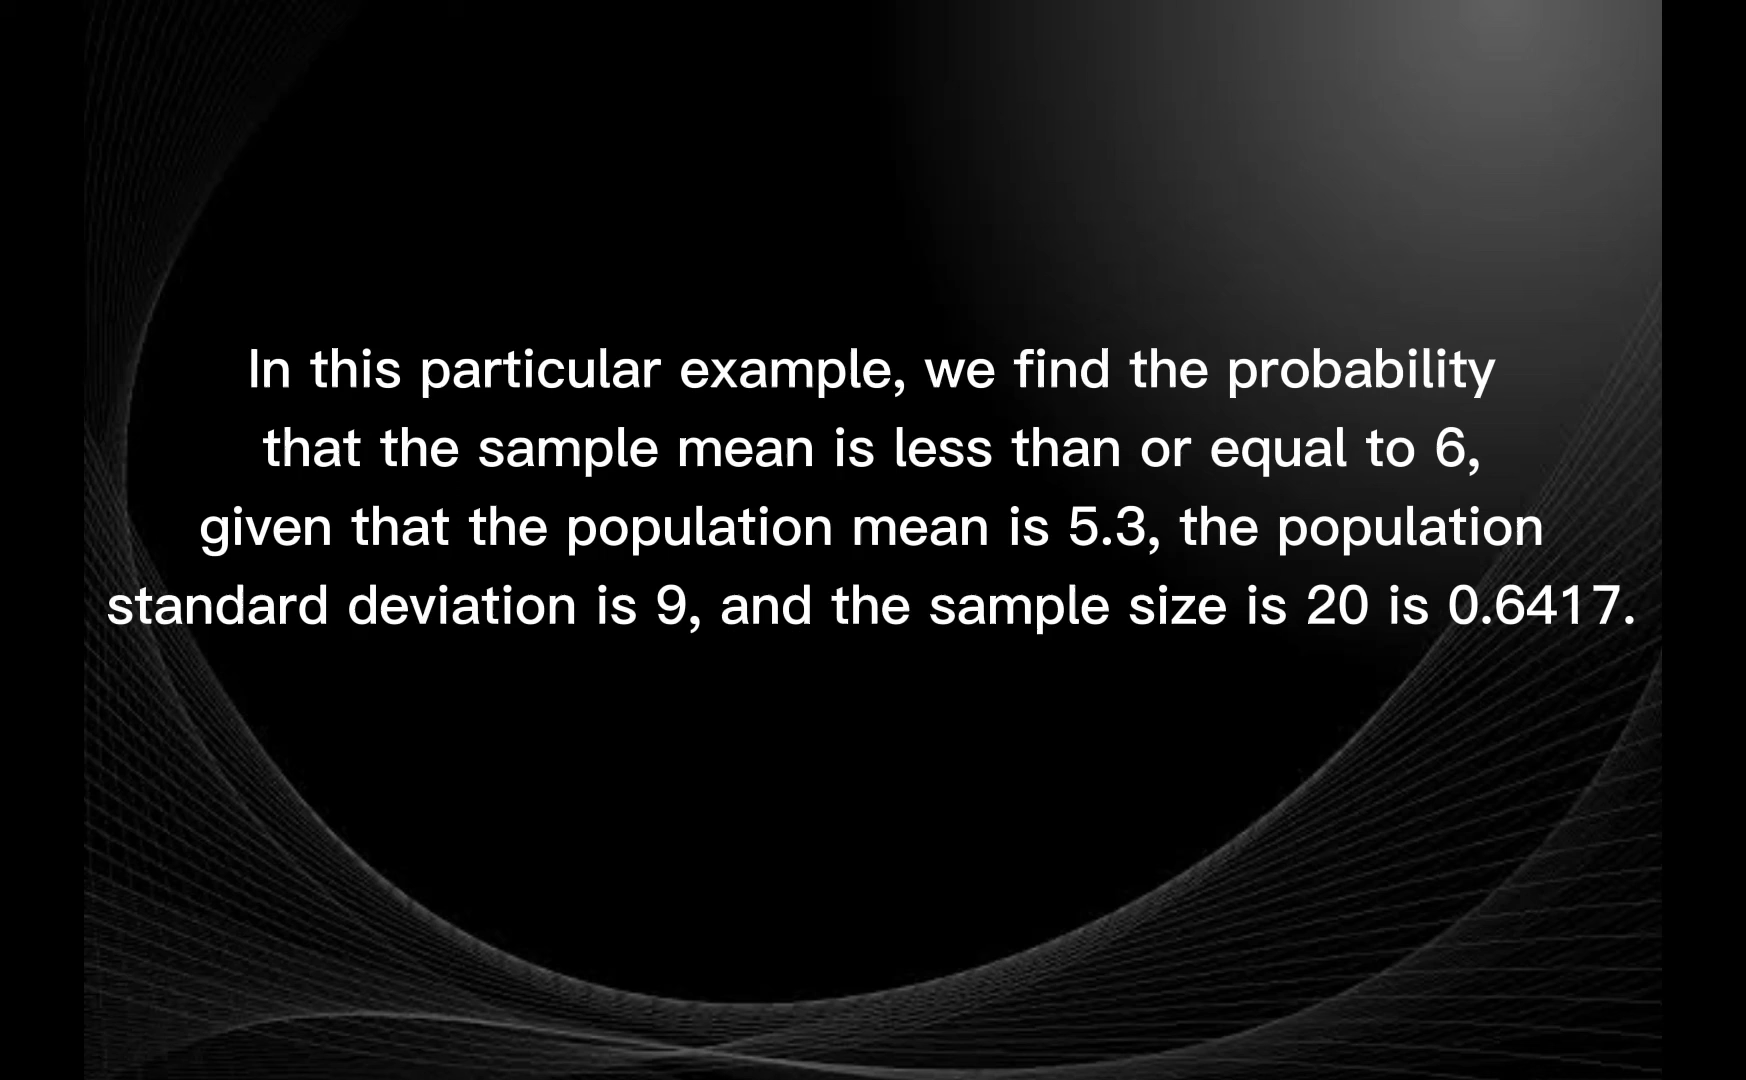 In this particular example, we find the probability
that the sample mean is less than or equal to 6,
given that the population mean is 5.3, the population
standard deviation is 9, and the sample size is 20 is 0.6417.